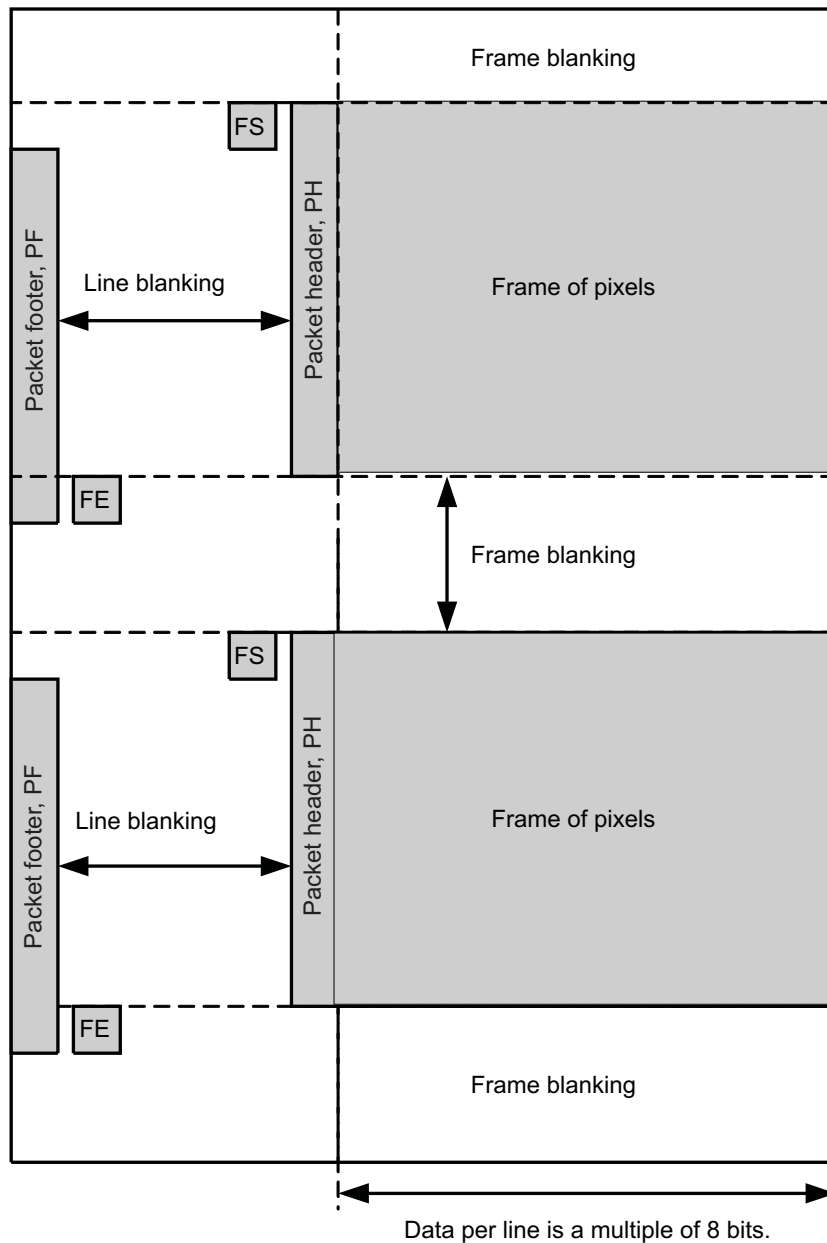 Frame blanking
FS
Packet header, PH
Packet footer, PF
Line blanking
Frame of pixels
FE
Frame blanking
FS
Packet header, PH
Packet footer, PF
Line blanking
Frame of pixels
FE
Frame blanking
Data per line is a multiple of 8 bits.